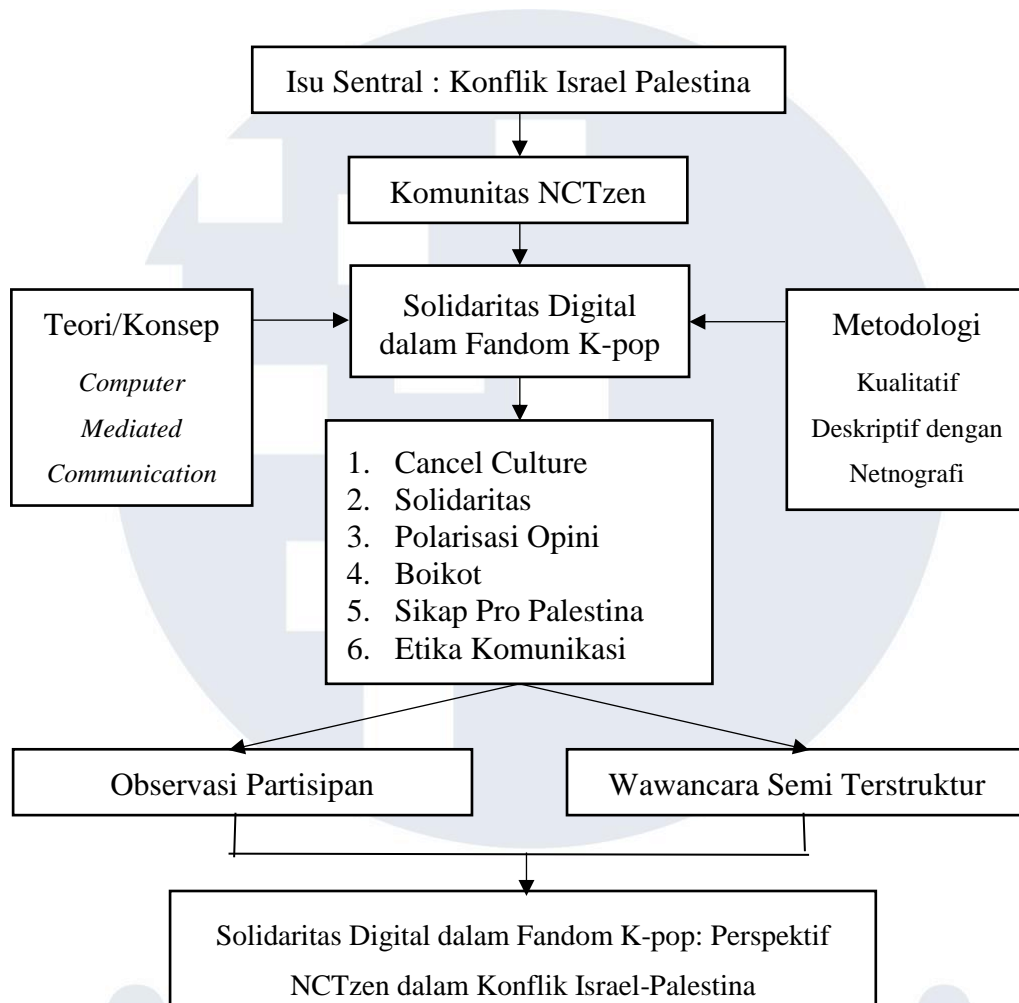 Isu Sentral : Konflik Israel Palestina
Komunitas NCTzen
Teori/Konsep
Computer
Mediated
Communication
Solidaritas Digital
dalam Fandom K-pop
Metodologi
Kualitatif
Deskriptif dengan
Netnografi
1. Cancel Culture
2. Solidaritas
3. Polarisasi Opini
4. Boikot
5. Sikap Pro Palestina
6. Etika Komunikasi
Observasi Partisipan
Wawancara Semi Terstruktur
Solidaritas Digital dalam Fandom K-pop: Perspektif
NCTzen dalam Konflik Israel-Palestina